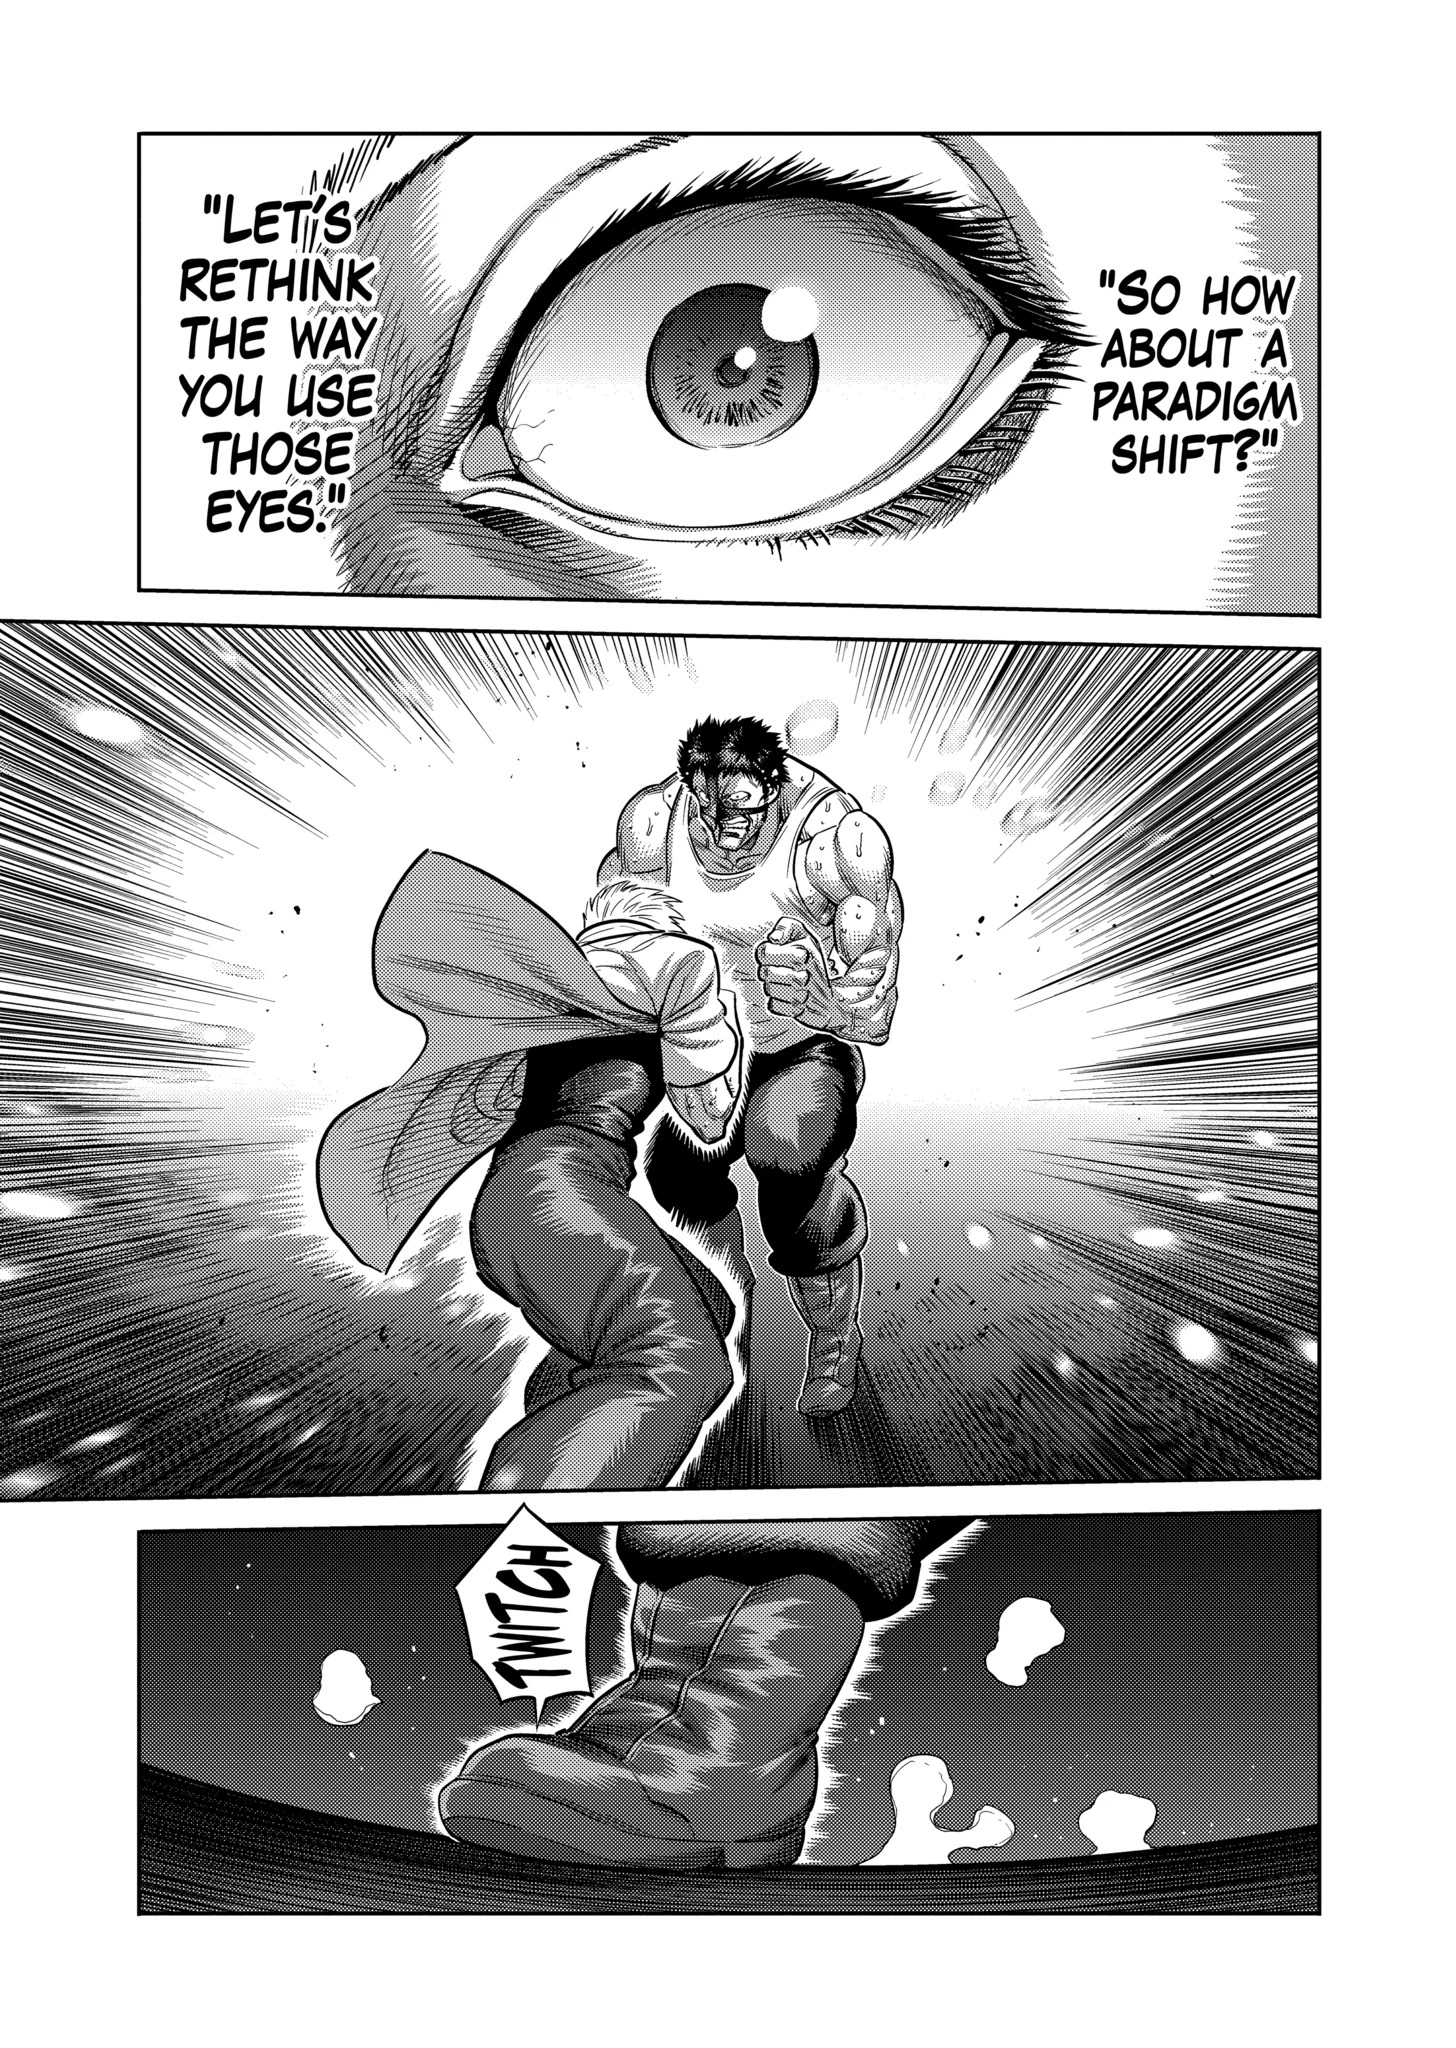 "SO HOW
ABOUT A
PARADIGM
SHIFT?"
"LET'S
RETHINK
THE WAY
YOU USE
THOSE
EYES."
TWITCH